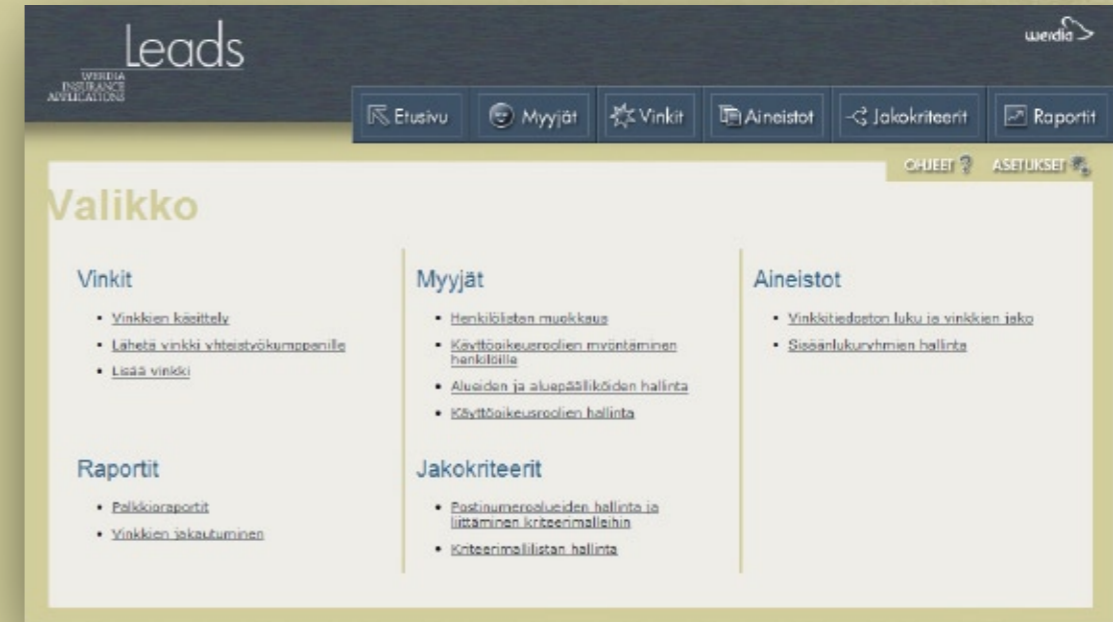 Leads
WERDIA
INSURANCE
APPLICATIONS
werdia
Etusivu
Myyjät
Vinkit
Aineistot
Jakokriteerit
Raportit
OHJEET ?
ASETUKSET
Valikko
Vinkit
• Vinkkien käsittely
• Lähetä vinkki yhteistyökumppanille
• Lisää vinkki
Myyjät
• Henkilölistan muokkaus
• Käyttöoikeusroolien myöntäminen
henkilöille
• Alueiden ja aluepäälliköiden hallinta
• Käyttöoikeusroolien hallinta
Aineistot
• Vinkkitiedoston luku ja vinkkien jako
• Sisäänlukuryhmien hallinta
Raportit
• Palkkioraportit
• Vinkkien jakautuminen
Jakokriteerit
• Postinumeroalueiden hallinta ja
liittäminen kriteerimalleihin
• Kriteerimallilistan hallinta